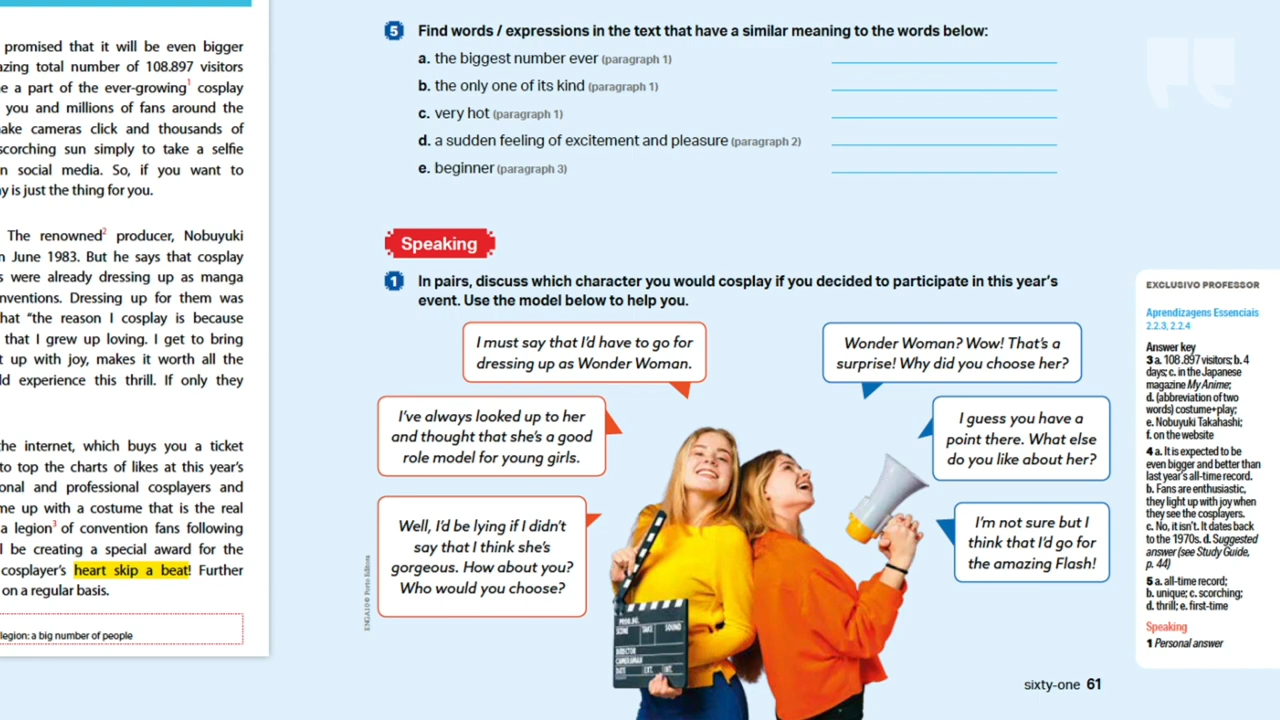 promised that it will be even bigger
azing total number of 108.897 visitors
e a part of the ever-growing1 cosplay
you and millions of fans around the
ake cameras click and thousands of
scorching sun simply to take a selfie
n social media. So, if you want to
y is just the thing for you.
The renowned2 producer, Nobuyuki
n June 1983. But he says that cosplay
s were already dressing up as manga
nventions. Dressing up for them was
hat “the reason I cosplay is because
that I grew up loving. I get to bring
t up with joy, makes it worth all the
ld experience this thrill. If only they
the internet, which buys you a ticket
to top the charts of likes at this year’s
onal and professional cosplayers and
me up with a costume that is the real
a legion3 of convention fans following
l be creating a special award for the
cosplayer’s heart skip a beat! Further
on a regular basis.
legion: a big number of people
5 Find words / expressions in the text that have a similar meaning to the words below:
a. the biggest number ever (paragraph 1)
b. the only one of its kind (paragraph 1)
c. very hot (paragraph 1)
d. a sudden feeling of excitement and pleasure (paragraph 2)
e. beginner (paragraph 3)
Speaking
1 In pairs, discuss which character you would cosplay if you decided to participate in this year’s
event. Use the model below to help you.
I must say that I’d have to go for
dressing up as Wonder Woman.
Wonder Woman? Wow! That’s a
surprise! Why did you choose her?
I’ve always looked up to her
and thought that she’s a good
role model for young girls.
I guess you have a
point there. What else
do you like about her?
Well, I’d be lying if I didn’t
say that I think she’s
gorgeous. How about you?
Who would you choose?
I’m not sure but I
think that I’d go for
the amazing Flash!
PROD.NO.
SCENE TAKE SOUND
DIRECTOR
CAMERAMAN
DATE EXT. INT.
ENGA10 © Porto Editora
sixty-one 61
EXCLUSIVO PROFESSOR
Aprendizagens Essenciais
2.2.3, 2.2.4
Answer key
3 a. 108.897 visitors; b. 4
days; c. in the Japanese
magazine My Anime;
d. (abbreviation of two
words) costume+play;
e. Nobuyuki Takahashi;
f. on the website
4 a. It is expected to be
even bigger and better than
last year’s all-time record.
b. Fans are enthusiastic,
they light up with joy when
they see the cosplayers.
c. No, it isn’t. It dates back
to the 1970s. d. Suggested
answer (see Study Guide,
p. 44)
5 a. all-time record;
b. unique; c. scorching;
d. thrill; e. first-time
Speaking
1 Personal answer